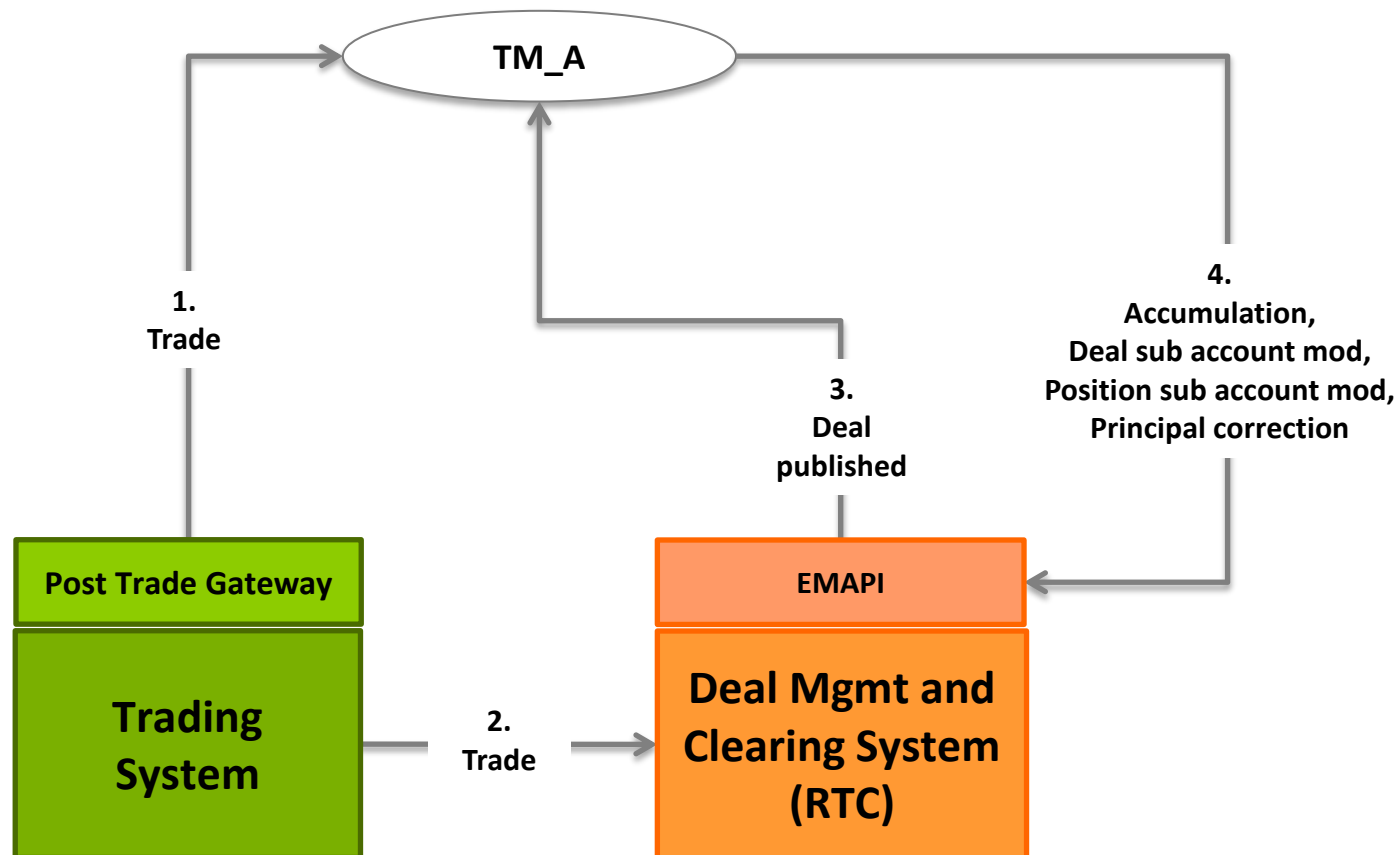 TM_A
1.
Trade
4.
Accumulation,
Deal sub account mod,
Position sub account mod,
Principal correction
3.
Deal
published
Post Trade Gateway
EMAPI
Trading
System
2.
Trade
Deal Mgmt and
Clearing System
(RTC)